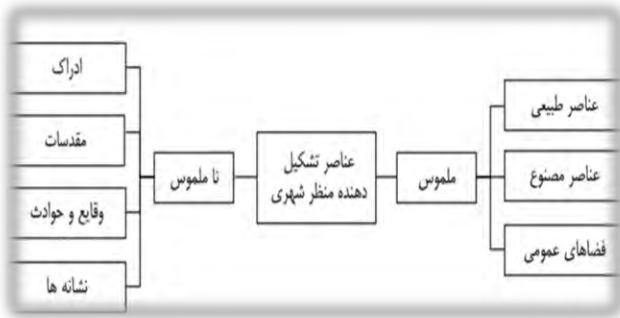 عناصر طبیعی
عناصر مصنوع
فضاهای عمومی
ملموس
عناصر تشکیل
دهنده منظر شهری
نا ملموس
ادراک
مقدسات
وقایع و حوادث
نشانه ها